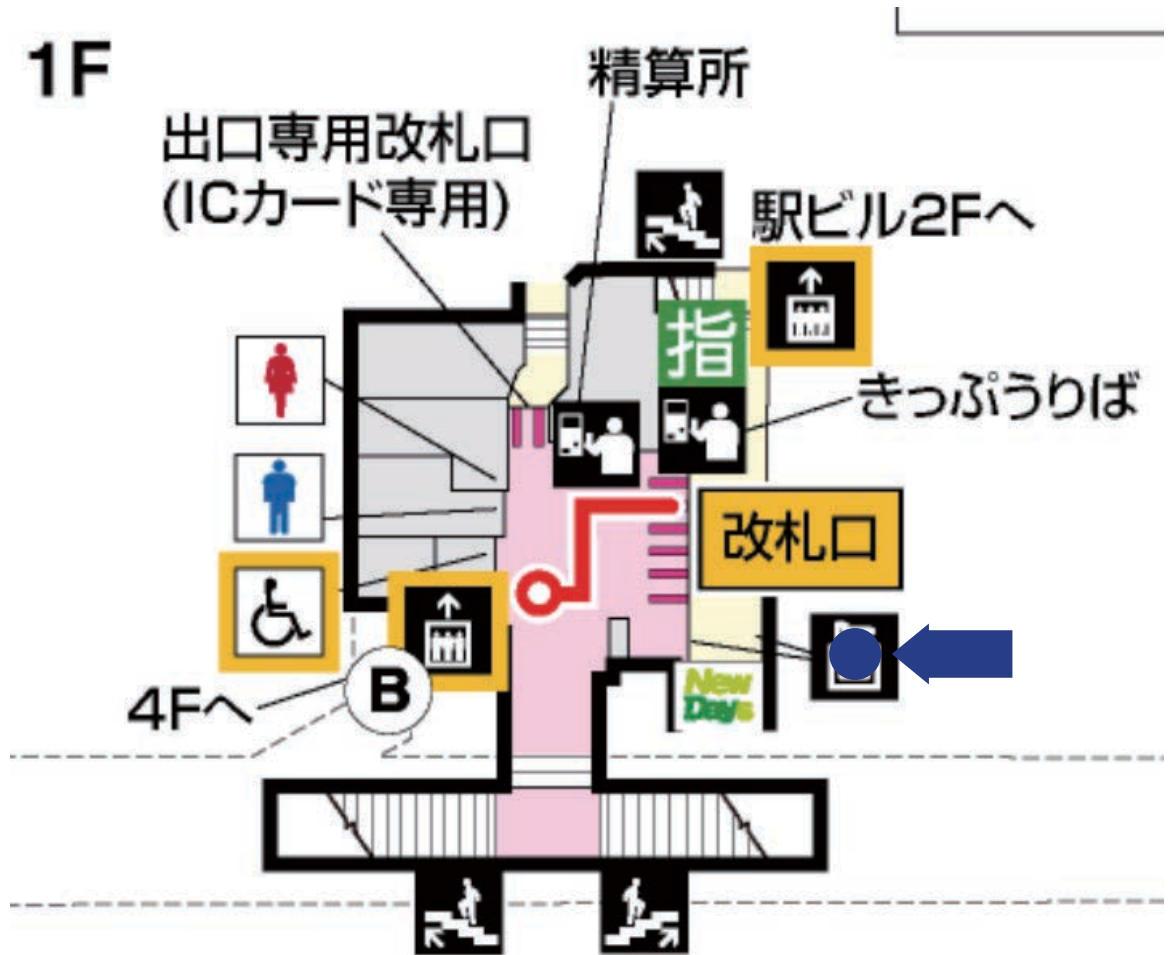 1F
精算所
出口専用改札口
(ICカード専用)
駅ビル2Fへ
指
きっぷうりば
改札口
4Fへ
B
New
Days